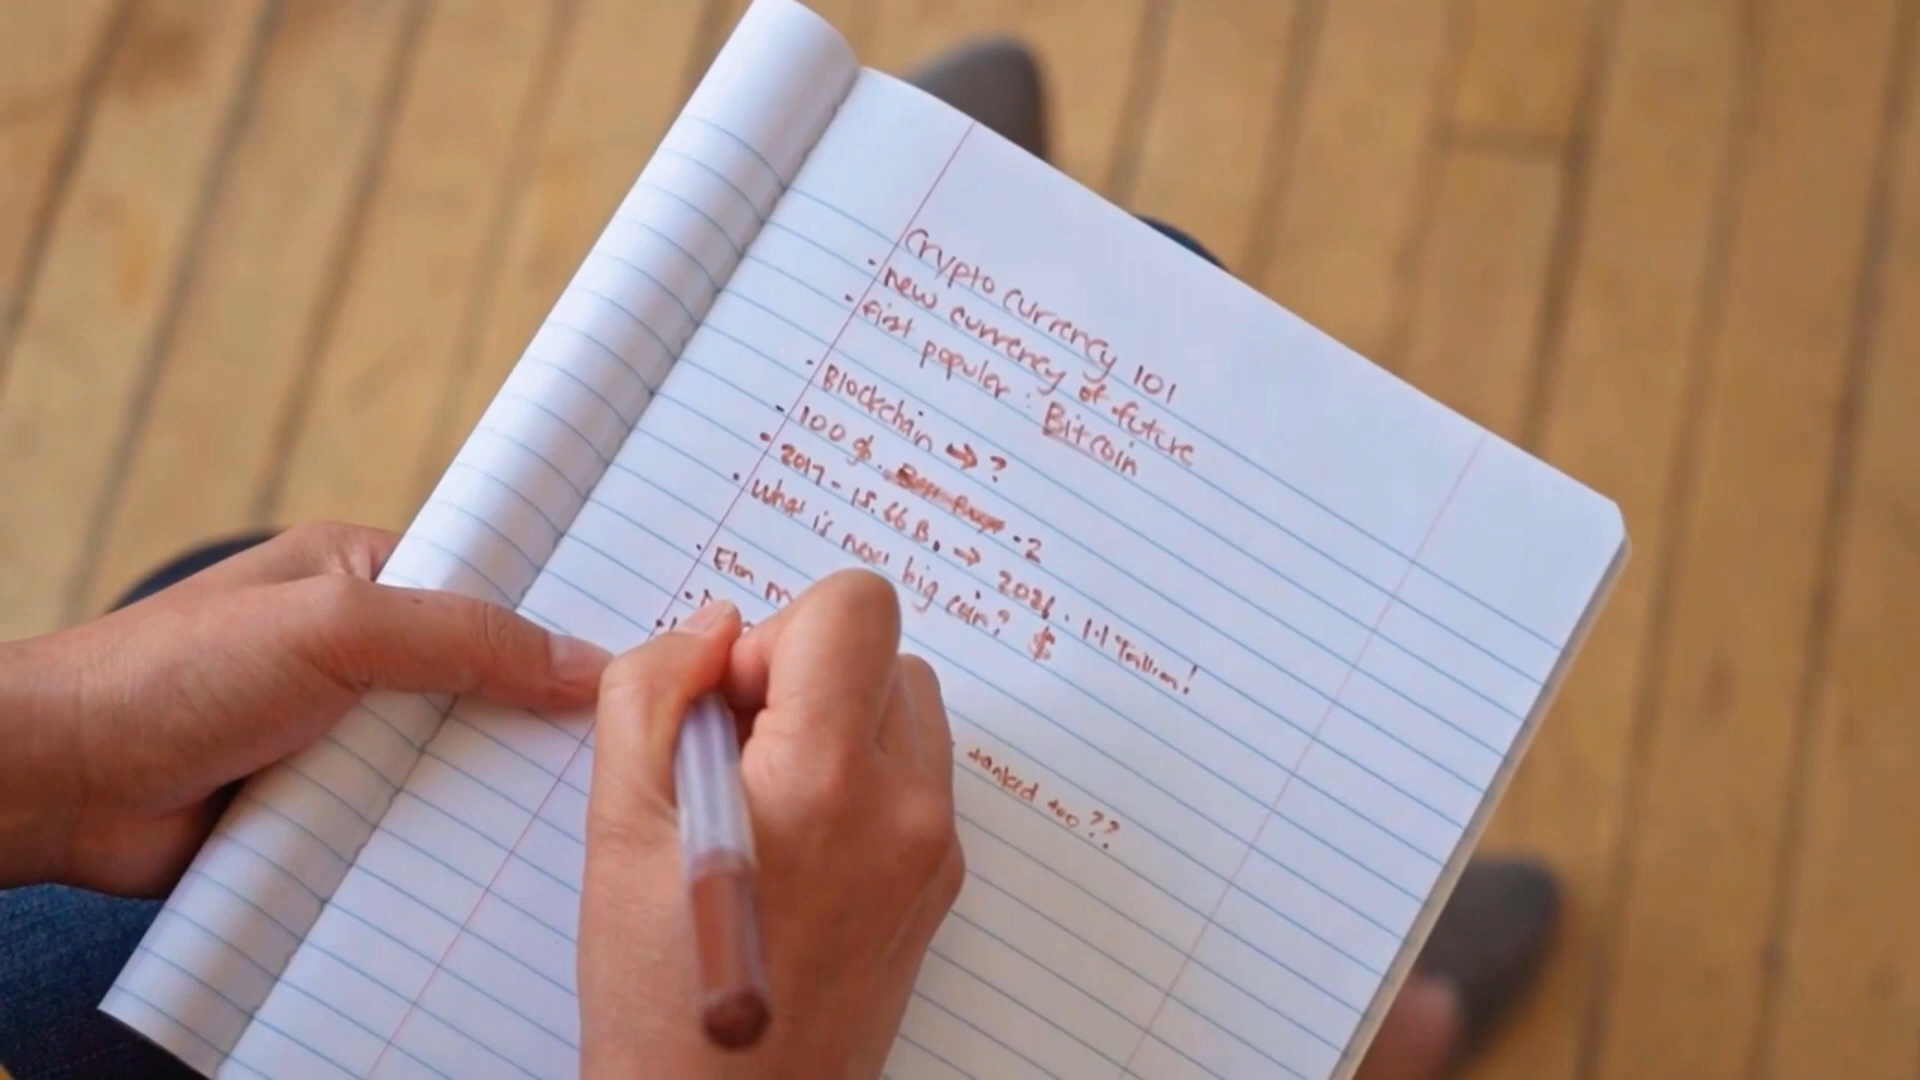 Crypto currency 101
· new currency of future
· first popular : Bitcoin
· Blockchain → ?
· 100 $. · 2
· 2017 - 15.66 B. → 2021 . 1.1 Trillion!
· What is next big coin? $
· Elon m
tanked too ??